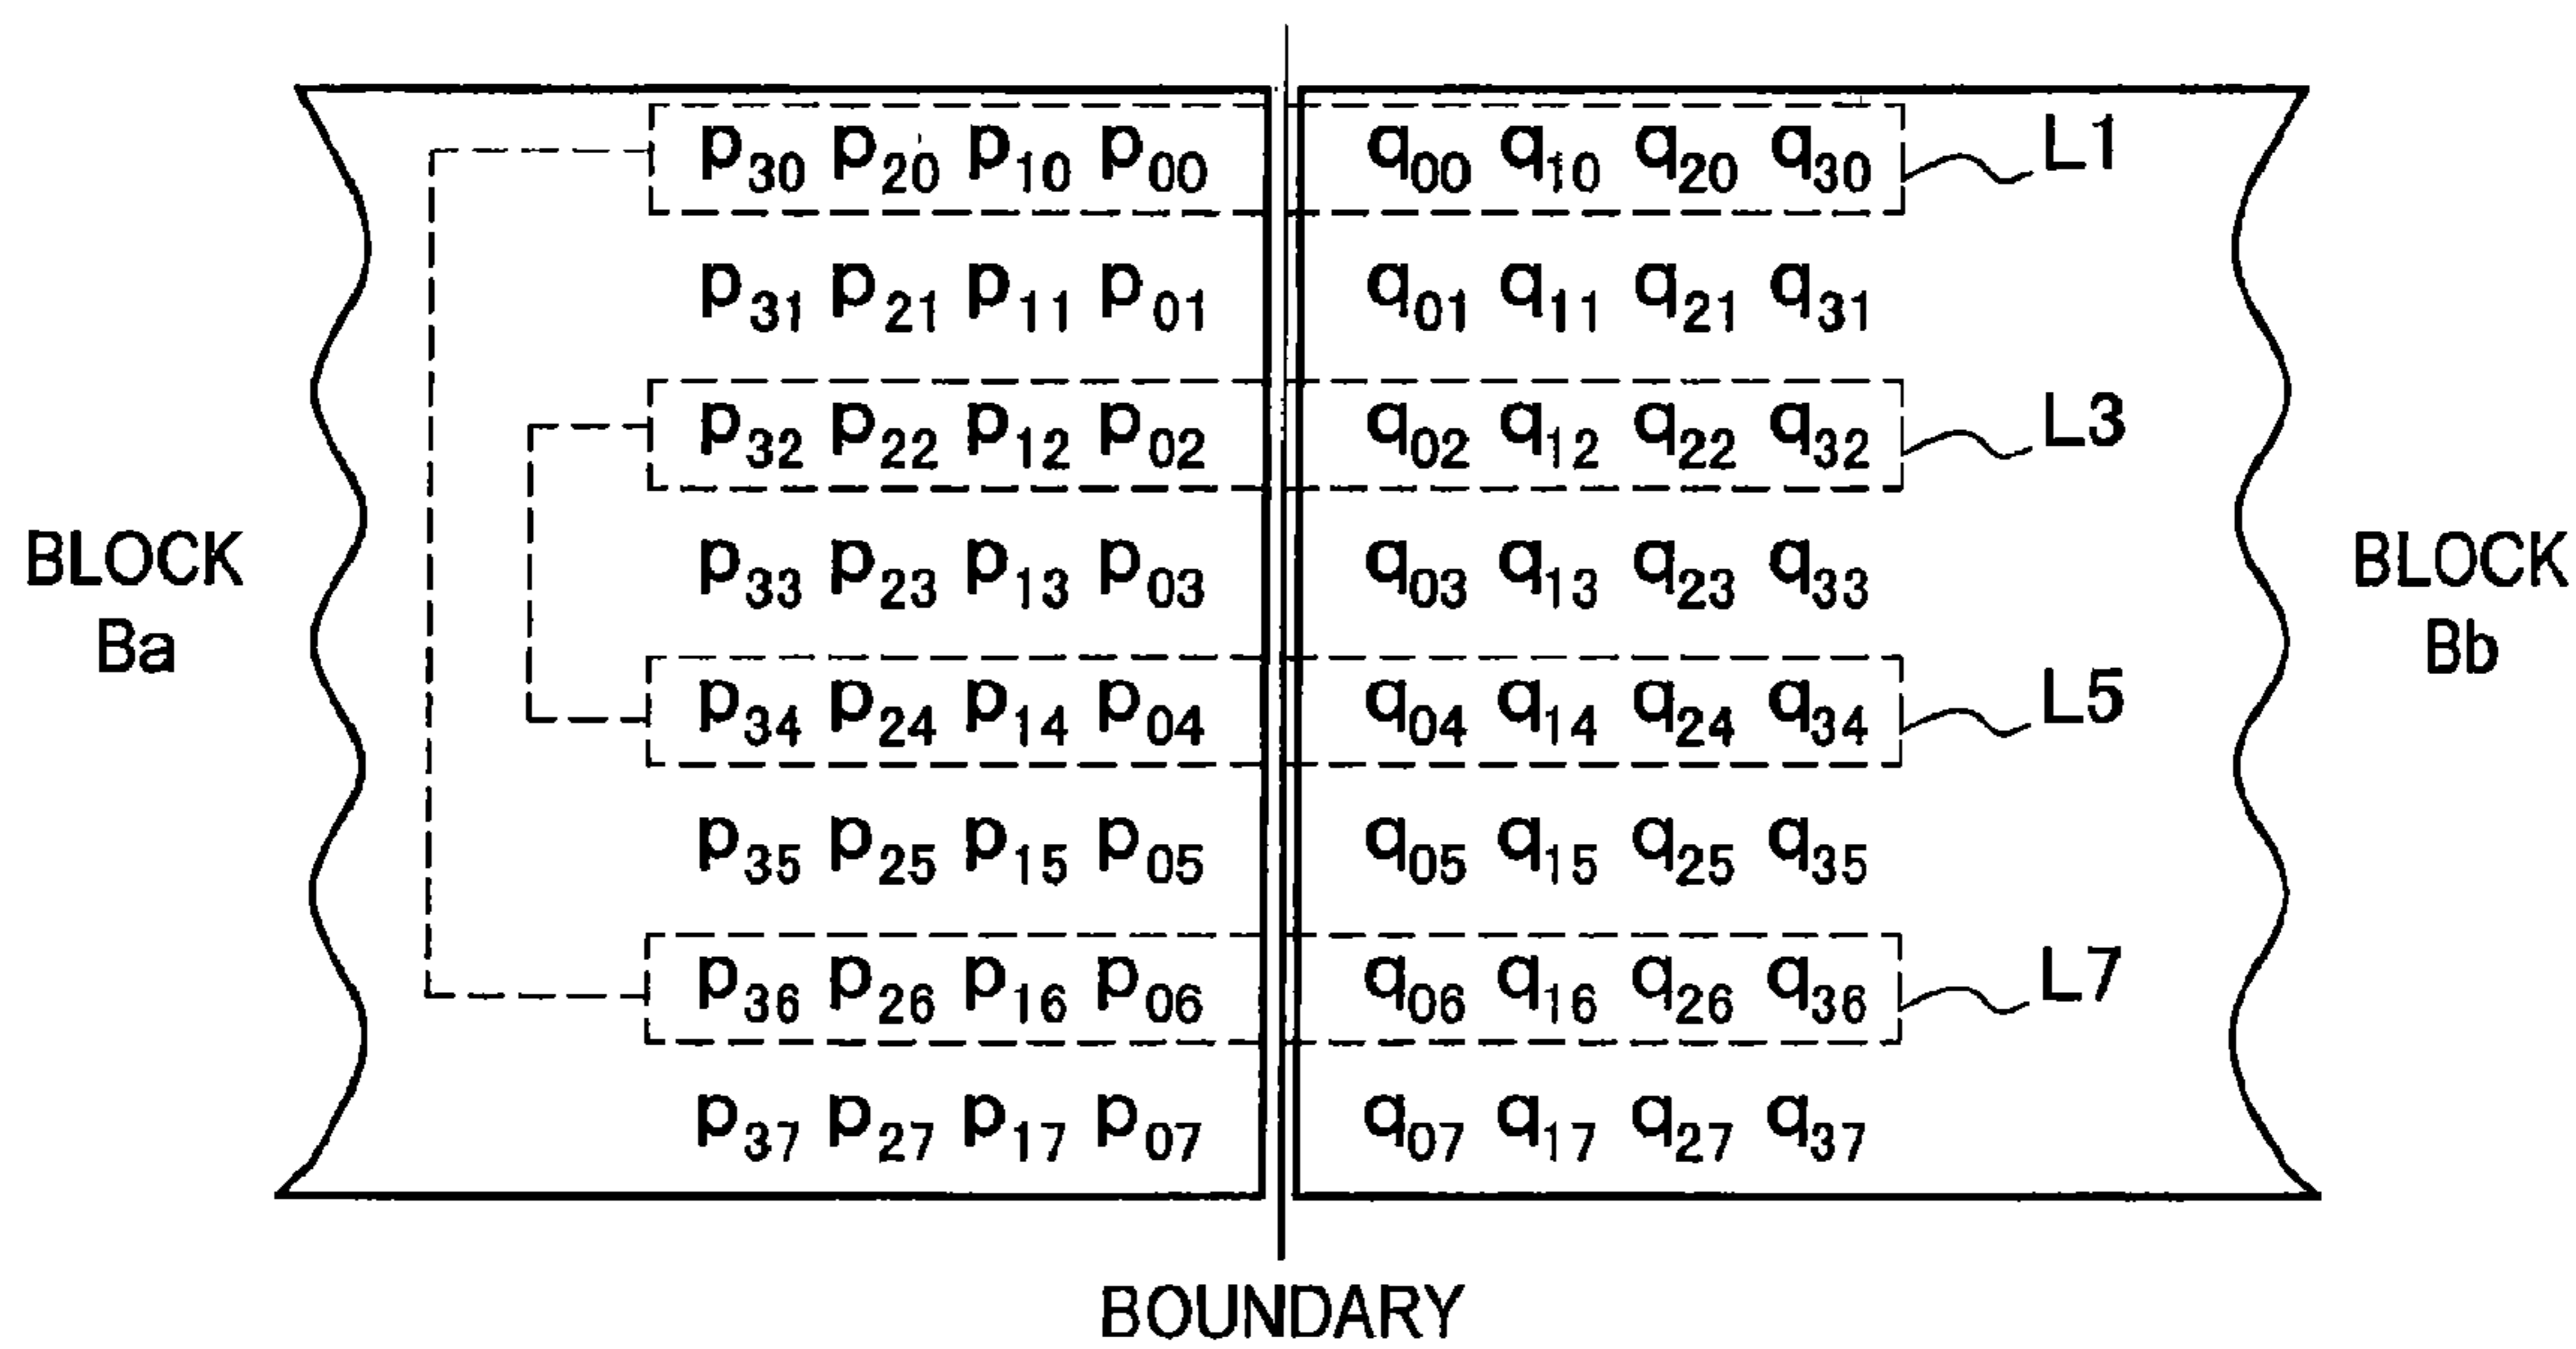 p30 p20 p10 p00 q00 q10 q20 q30 L1
p31 p21 p11 p01 q01 q11 q21 q31
p32 p22 p12 p02 q02 q12 q22 q32 L3
BLOCK Ba
p33 p23 p13 p03 q03 q13 q23 q33
BLOCK Bb
p34 p24 p14 p04 q04 q14 q24 q34 L5
p35 p25 p15 p05 q05 q15 q25 q35
p36 p26 p16 p06 q06 q16 q26 q36 L7
p37 p27 p17 p07 q07 q17 q27 q37
BOUNDARY